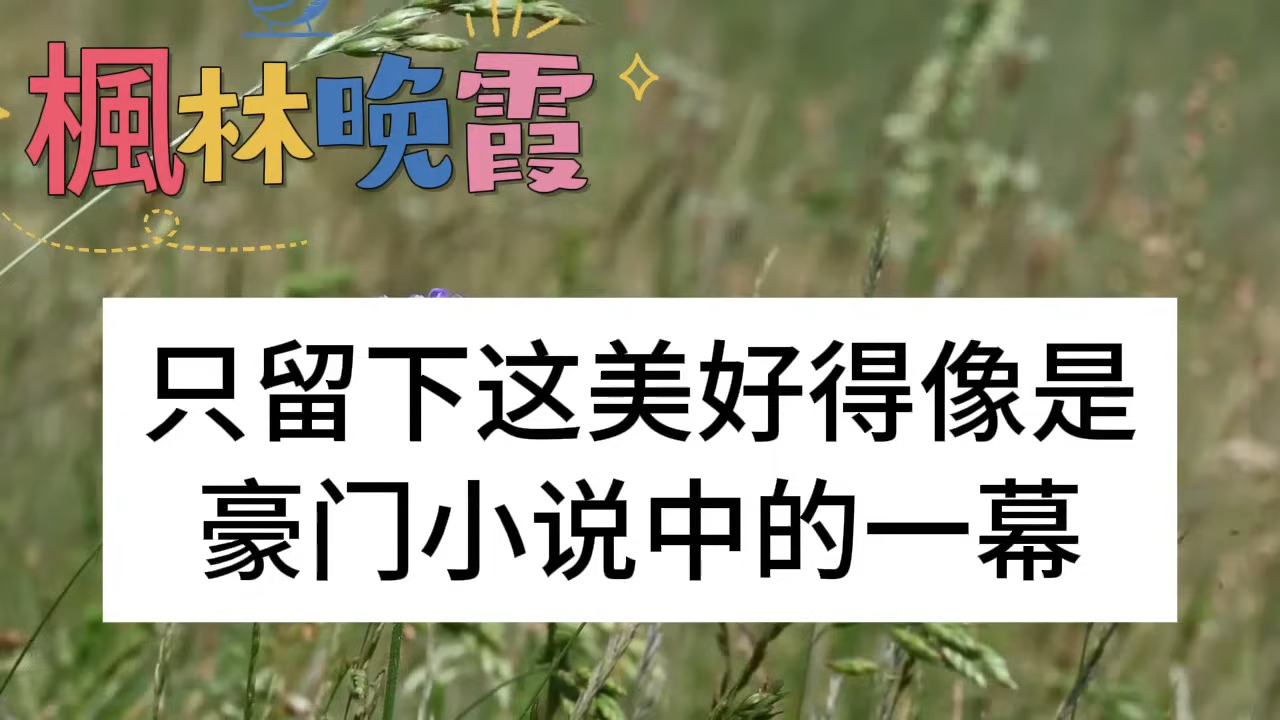 楓林晚霞
只留下这美好得像是
豪门小说中的一幕